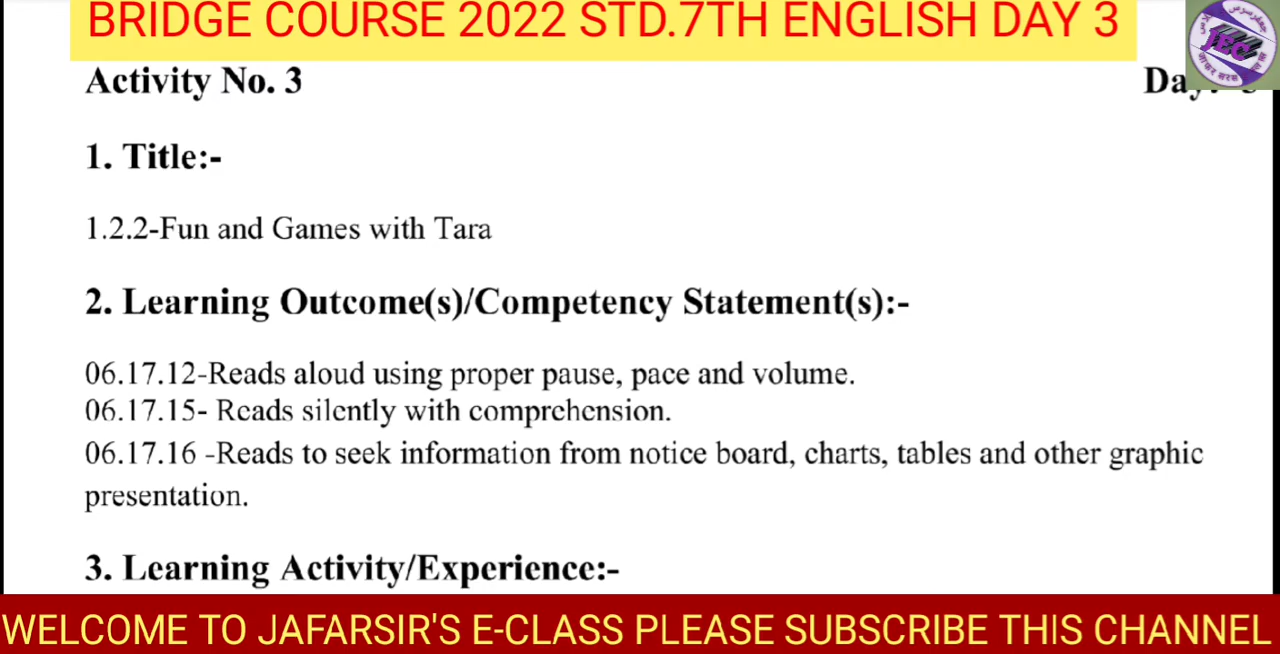 BRIDGE COURSE 2022 STD.7TH ENGLISH DAY 3
JEC
Activity No. 3
1. Title:-
1.2.2-Fun and Games with Tara
2. Learning Outcome(s)/Competency Statement(s):-
06.17.12-Reads aloud using proper pause, pace and volume.
06.17.15- Reads silently with comprehension.
06.17.16 -Reads to seek information from notice board, charts, tables and other graphic
presentation.
3. Learning Activity/Experience:-
WELCOME TO JAFARSIR'S E-CLASS PLEASE SUBSCRIBE THIS CHANNEL